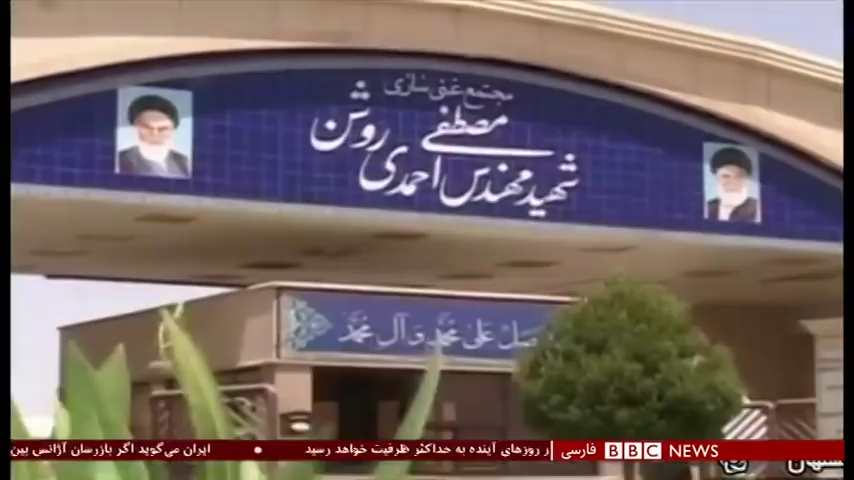 مجتمع غنی سازی
شهید مهندس مصطفی احمدی روشن
صل علی محمد و آل محمد
ر روزهای آینده به حداکثر ظرفیت خواهد رسید • ایران می‌گوید اگر بازرسان آژانس بین
BBC NEWS فارسی